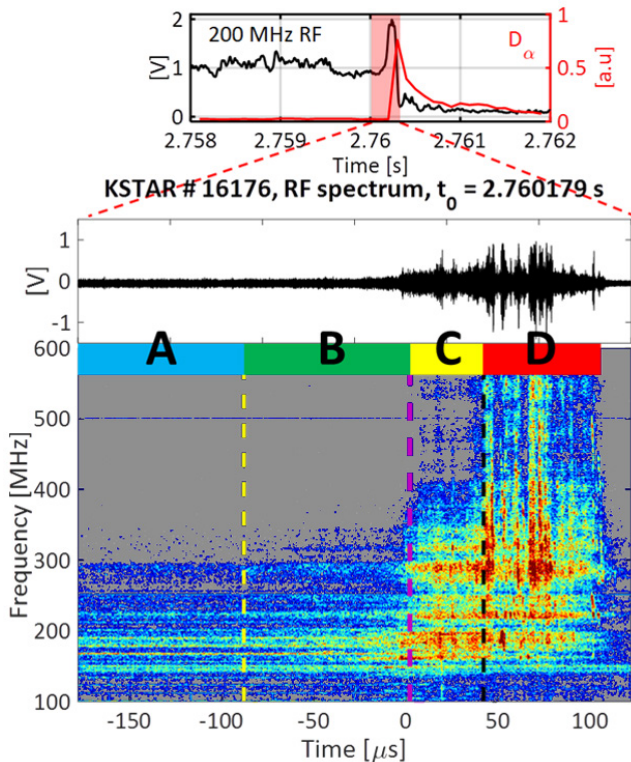 200 MHz RF
D_α
[V]
[a.u]
2
1
0
1
0.5
0
2.758 2.759 2.76 2.761 2.762
Time [s]
KSTAR # 16176, RF spectrum, t_0 = 2.760179 s
[V]
1
0
-1
A B C D
Frequency [MHz]
600
500
400
300
200
100
-150 -100 -50 0 50 100
Time [μs]